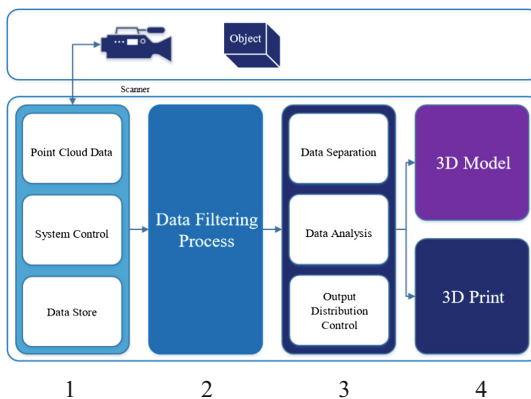 Object
Scanner
Point Cloud Data
System Control
Data Store
Data Filtering
Process
Data Separation
Data Analysis
Output
Distribution
Control
3D Model
3D Print
1
2
3
4